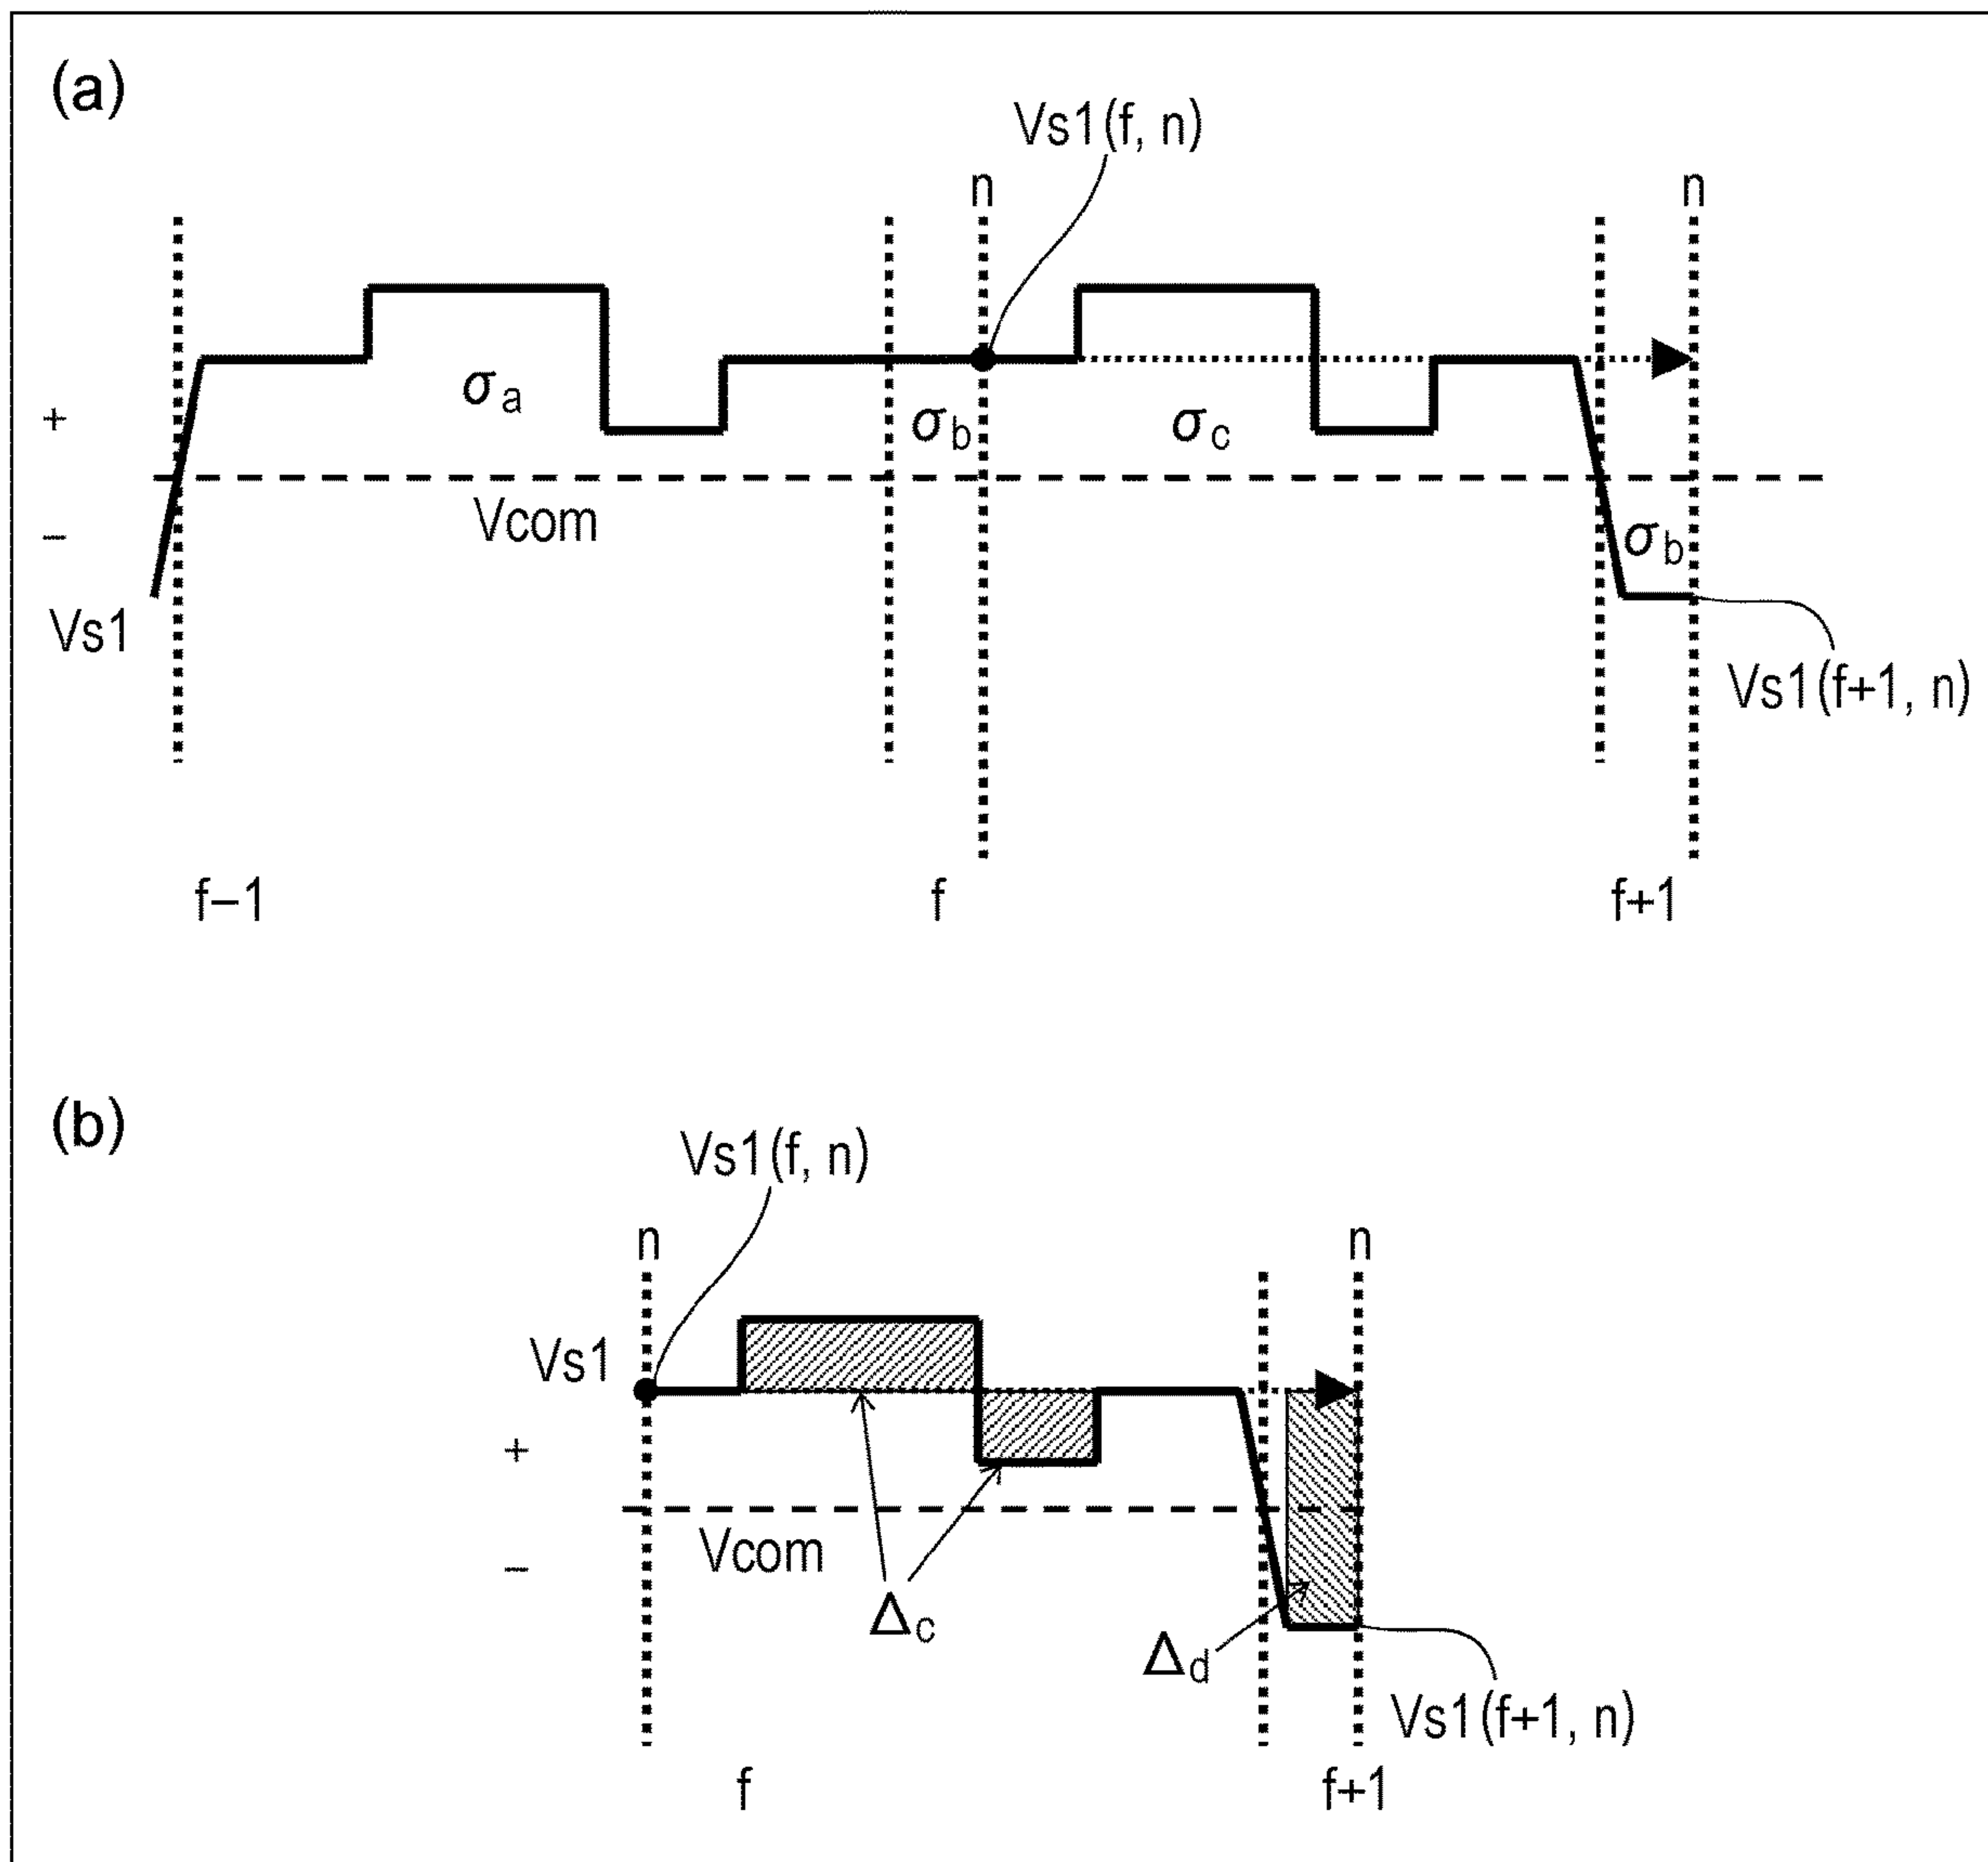 (a)
Vs1(f, n)
n
n
σa
σb
σc
+
Vcom
−
σb
Vs1
Vs1(f+1, n)
f−1
f
f+1
(b)
Vs1(f, n)
n
n
Vs1
+
Vcom
−
Δc
Δd
Vs1(f+1, n)
f
f+1